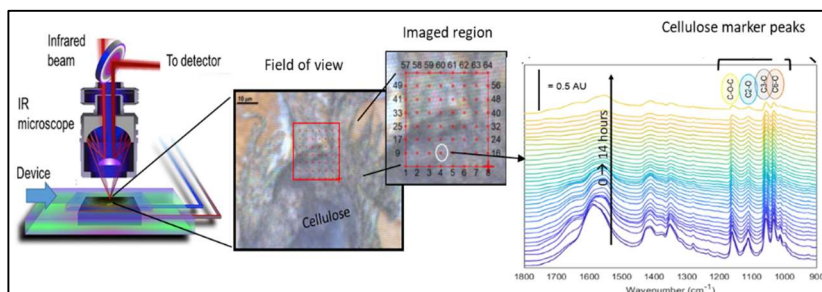 Infrared
beam
To detector
IR
microscope
Device
Field of view
10 µm
Cellulose
Imaged region
57 58 59 60 61 62 63 64
49 56
41 48
33 40
25 32
17 24
9 16
1 2 3 4 5 6 7 8
Cellulose marker peaks
= 0.5 AU
0 → 14 hours
C-O-C
C2-O
C3-O
C6-O
1800 1700 1600 1500 1400 1300 1200 1100 1000 900
Wavenumber (cm⁻¹)